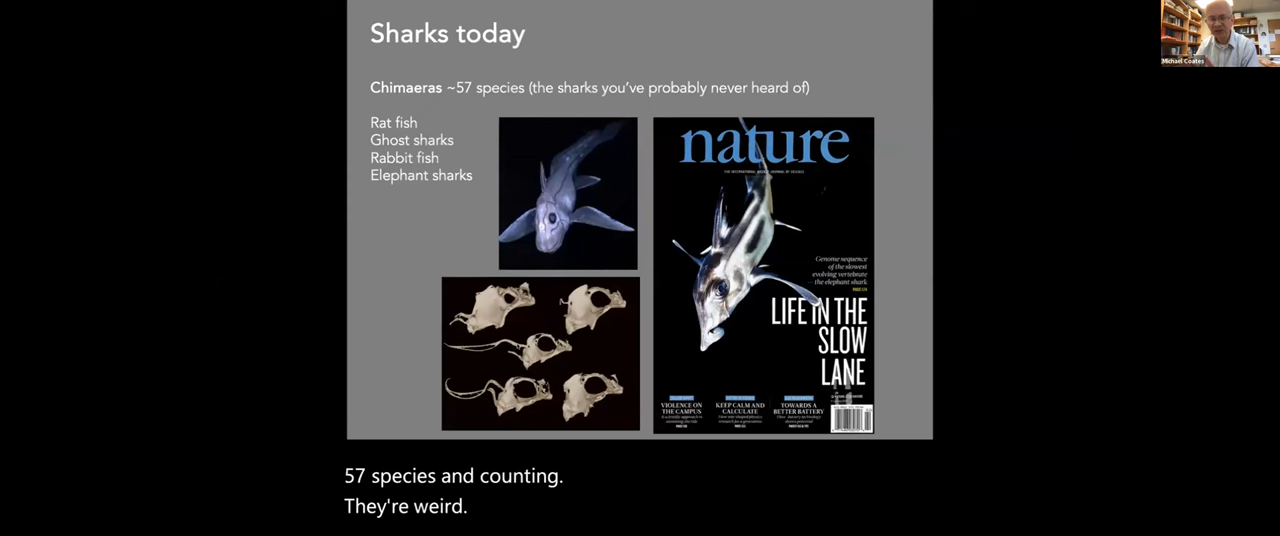 Sharks today
Michael Coates
Chimaeras ~57 species (the sharks you've probably never heard of)
Rat fish
Ghost sharks
Rabbit fish
Elephant sharks
nature
THE INTERNATIONAL WEEKLY JOURNAL OF SCIENCE
Genome sequence
of the slowest
evolving vertebrate
— the elephant shark
LIFE IN THE
SLOW
LANE
VIOLENCE ON
THE CAMPUS
KEEP CALM AND
CALCULATE
TOWARDS A
BETTER BATTERY
57 species and counting.
They're weird.